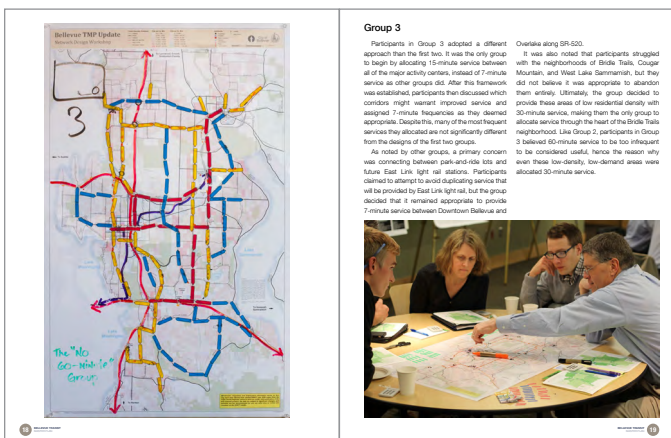 Bellevue TMP Update
Network Design Workshop
3
The "No
60-Minute"
Group
18
BELLEVUE TRANSIT
Group 3
Participants in Group 3 adopted a different
approach than the first two. It was the only group
to begin by allocating 15-minute service between
all of the major activity centers, instead of 7-minute
service as other groups did. After this framework
was established, participants then discussed which
corridors might warrant improved service and
assigned 7-minute frequencies as they deemed
appropriate. Despite this, many of the most frequent
services they allocated are not significantly different
from the designs of the first two groups.
As noted by other groups, a primary concern
was connecting between park-and-ride lots and
future East Link light rail stations. Participants
claimed to attempt to avoid duplicating service that
will be provided by East Link light rail, but the group
decided that it remained appropriate to provide
7-minute service between Downtown Bellevue and
Overlake along SR-520.
It was also noted that participants struggled
with the neighborhoods of Bridle Trails, Cougar
Mountain, and West Lake Sammamish, but they
did not believe it was appropriate to abandon
them entirely. Ultimately, the group decided to
provide these areas of low residential density with
30-minute service, making them the only group to
allocate service through the heart of the Bridle Trails
neighborhood. Like Group 2, participants in Group
3 believed 60-minute service to be too infrequent
to be considered useful, hence the reason why
even these low-density, low-demand areas were
allocated 30-minute service.
BELLEVUE TRANSIT
19